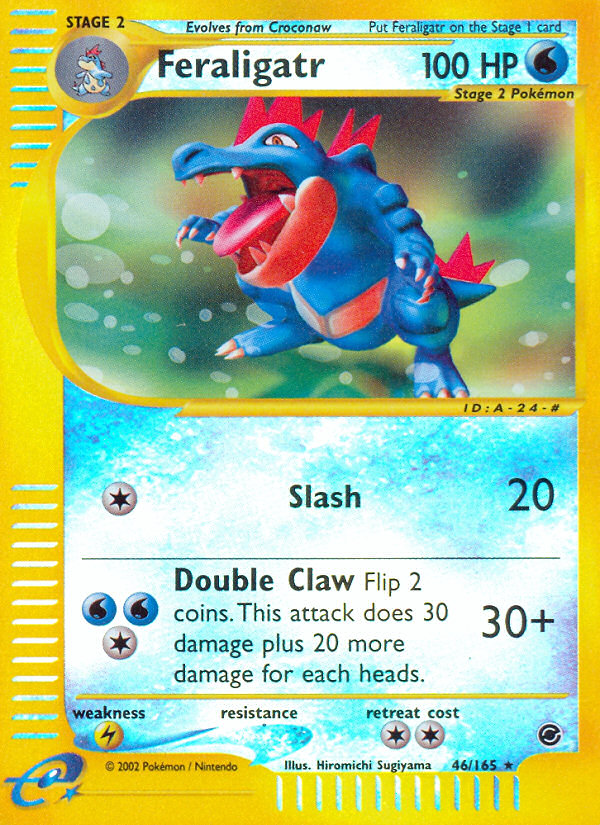 STAGE 2
Evolves from Croconaw
Put Feraligatr on the Stage 1 card
Feraligatr
100 HP
Stage 2 Pokémon
ID:A-24-#
Slash
20
Double Claw Flip 2
coins. This attack does 30
damage plus 20 more
damage for each heads.
30+
weakness
resistance
retreat cost
© 2002 Pokémon / Nintendo
Illus. Hiromichi Sugiyama
46/165 ★
e